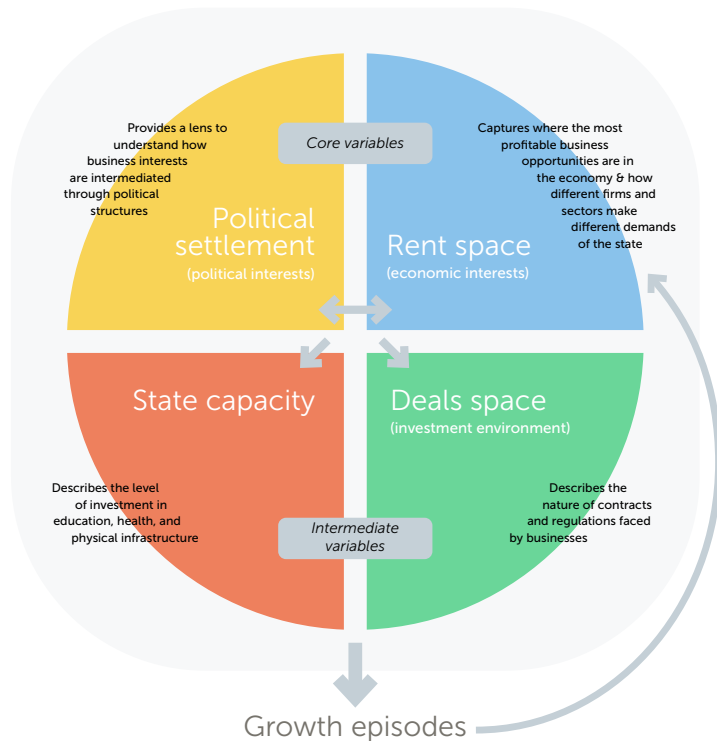 Core variables
Provides a lens to
understand how
business interests
are intermediated
through political
structures
Political
settlement
(political interests)
Captures where the most
profitable business
opportunities are in
the economy & how
different firms and
sectors make
different demands
of the state
Rent space
(economic interests)
State capacity
Describes the level
of investment in
education, health, and
physical infrastructure
Deals space
(investment environment)
Describes the
nature of contracts
and regulations faced
by businesses
Intermediate
variables
Growth episodes